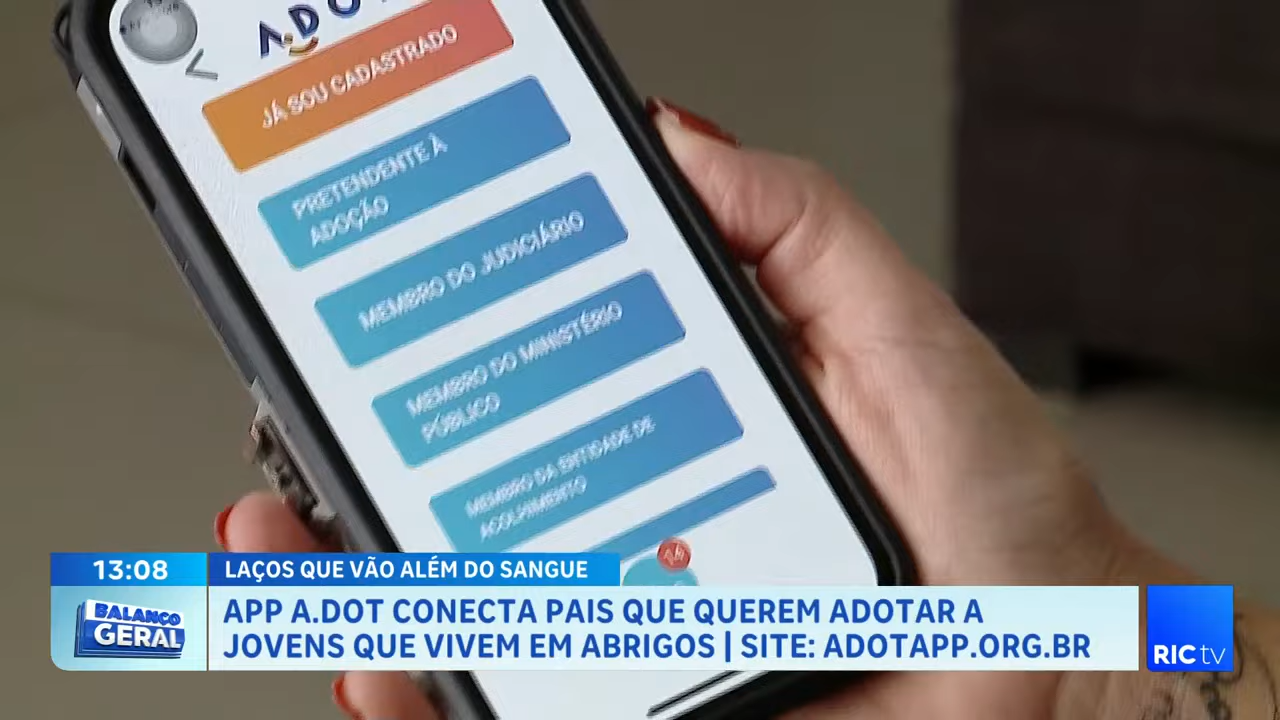 A.DOT
JÁ SOU CADASTRADO
PRETENDENTE À
ADOÇÃO
MEMBRO DO JUDICIÁRIO
MEMBRO DO MINISTÉRIO
PÚBLICO
MEMBRO DA ENTIDADE DE
ACOLHIMENTO
13:08
LAÇOS QUE VÃO ALÉM DO SANGUE
BALANÇO
GERAL
APP A.DOT CONECTA PAIS QUE QUEREM ADOTAR A
JOVENS QUE VIVEM EM ABRIGOS | SITE: ADOTAPP.ORG.BR
RIC tv